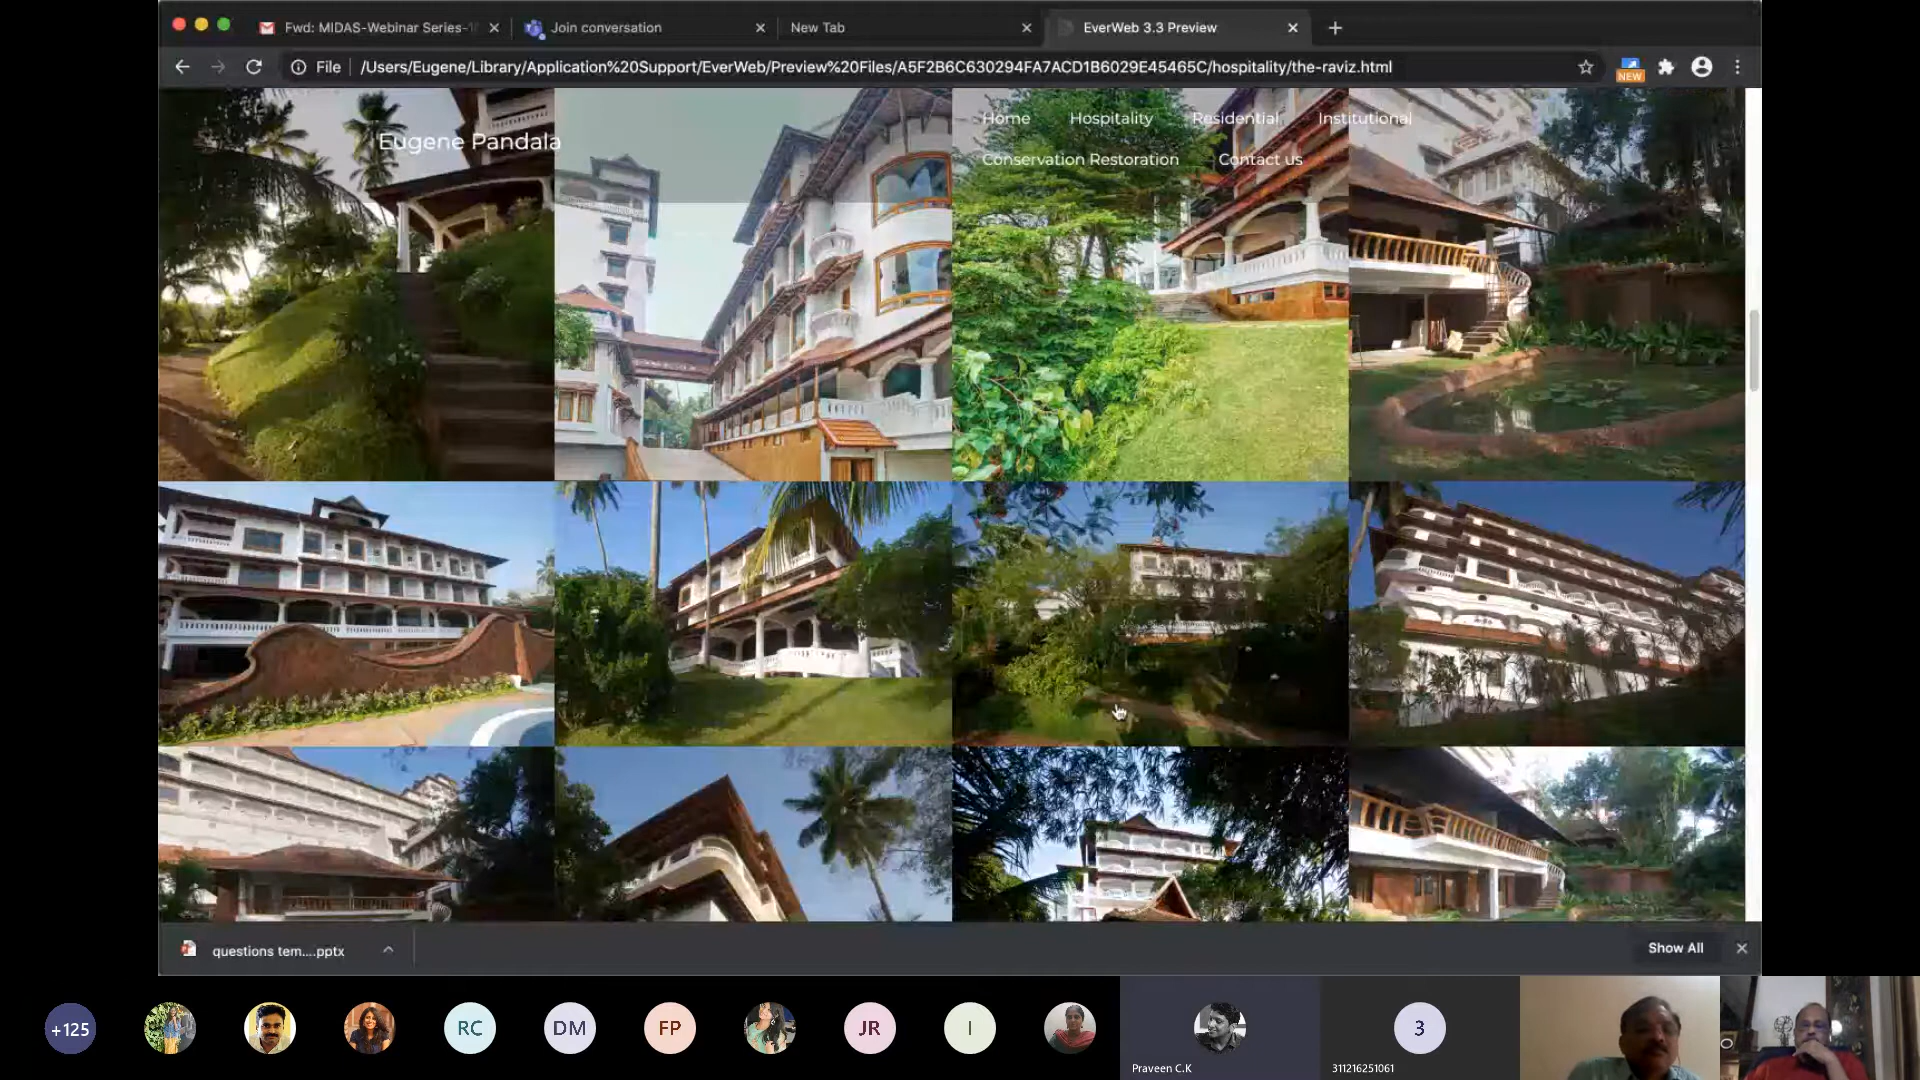 Fwd: MIDAS-Webinar Series-1
Join conversation
New Tab
EverWeb 3.3 Preview
File
/Users/Eugene/Library/Application%20Support/EverWeb/Preview%20Files/A5F2B6C630294FA7ACD1B6029E45465C/hospitality/the-raviz.html
NEW
Eugene Pandala
Home Hospitality Residential Institutional
Conservation Restoration Contact us
questions tem....pptx
Show All
+125
RC
DM
FP
JR
I
3
Praveen C.K
311216251061